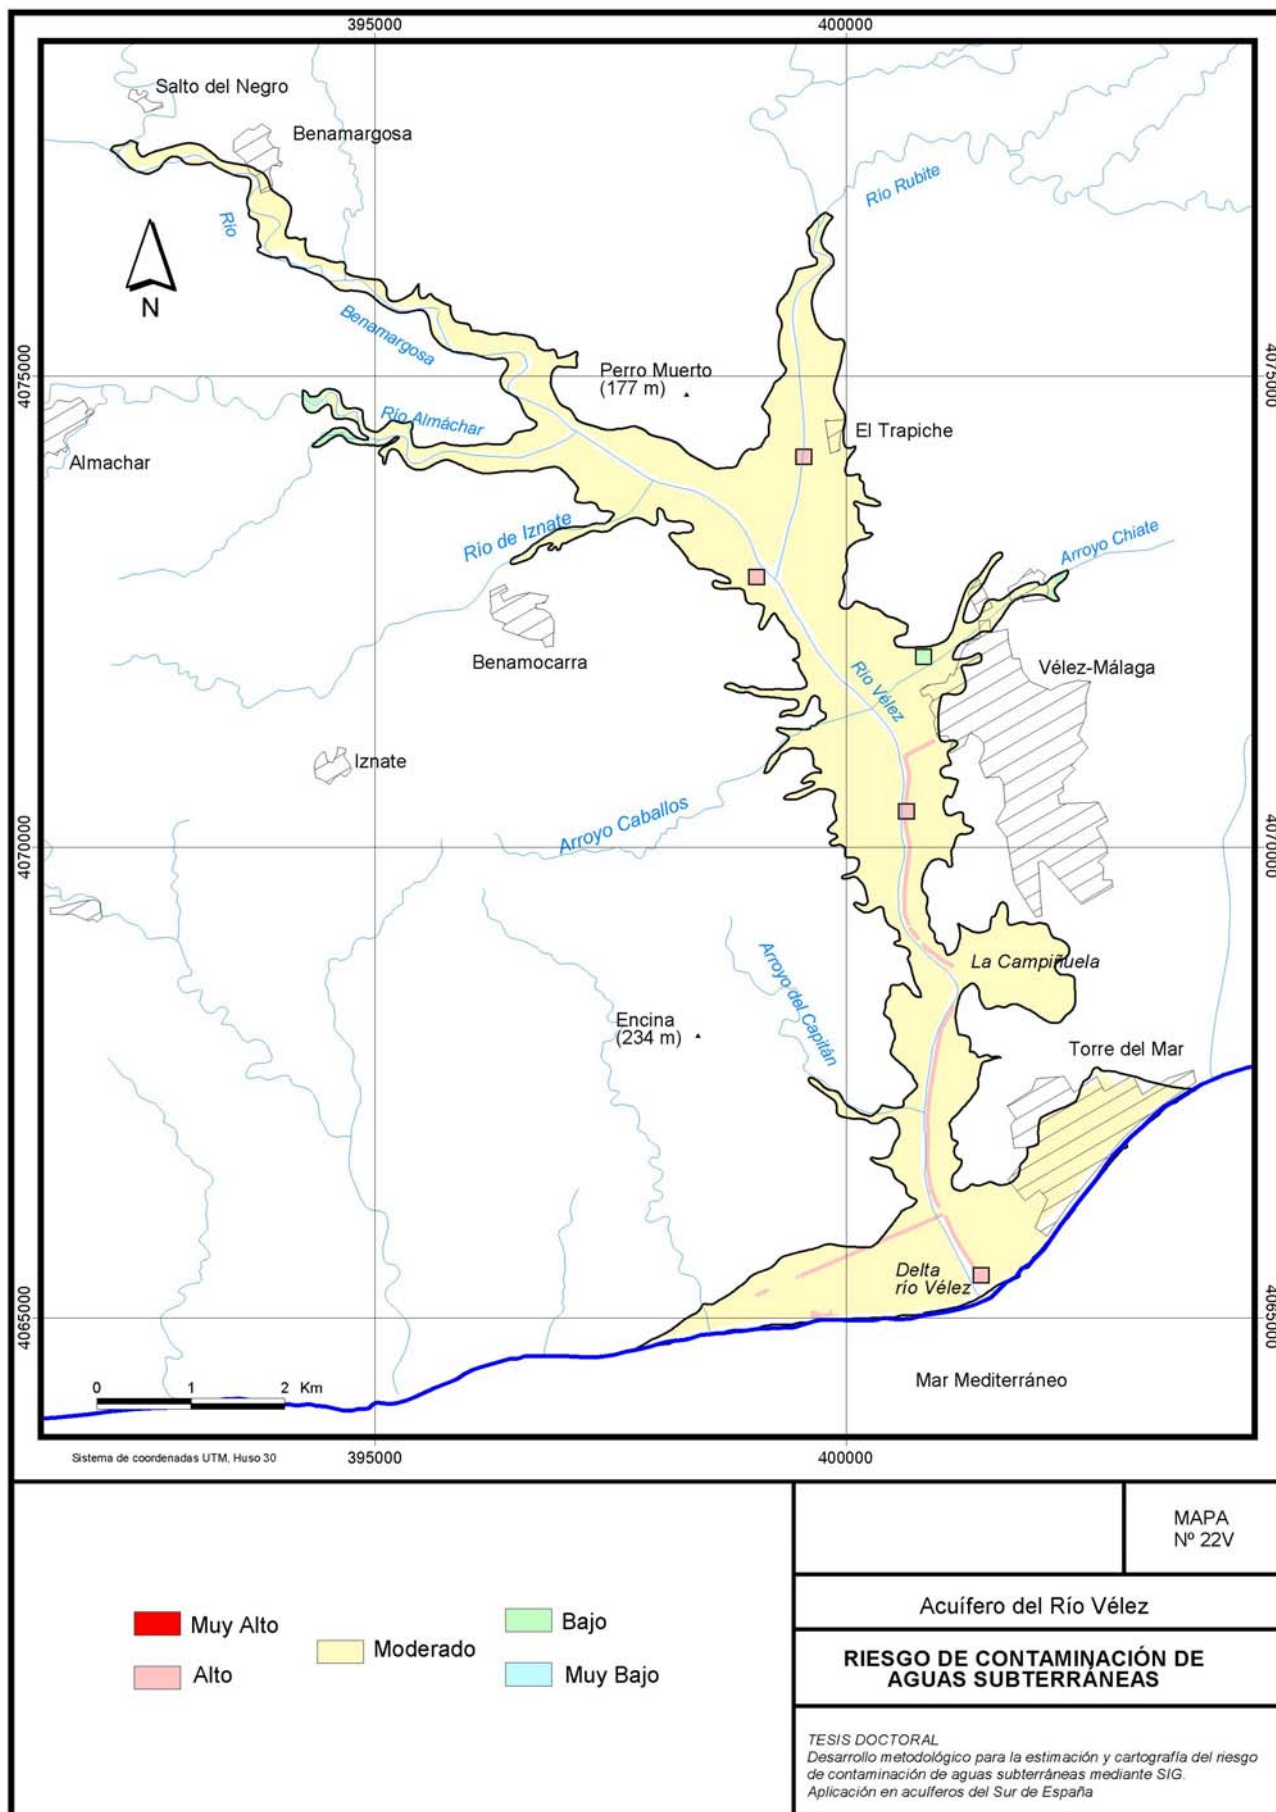 395000
400000
Salto del Negro
Benamargosa
Río Rubite
Río
N
Benamargosa
4075000
4075000
Perro Muerto
(177 m)
Río Almáchar
El Trapiche
Almachar
Río de Iznate
Arroyo Chiate
Benamocarra
Vélez-Málaga
Río Vélez
Iznate
Arroyo Caballos
4070000
4070000
La Campiñuela
Arroyo del Capitán
Encina
(234 m)
Torre del Mar
Delta
río Vélez
4065000
4065000
Mar Mediterráneo
0 1 2 Km
Sistema de coordenadas UTM, Huso 30
395000
400000
MAPA
Nº 22V
Acuífero del Río Vélez
Muy Alto
Alto
Moderado
Bajo
Muy Bajo
RIESGO DE CONTAMINACIÓN DE
AGUAS SUBTERRÁNEAS
TESIS DOCTORAL
Desarrollo metodológico para la estimación y cartografía del riesgo
de contaminación de aguas subterráneas mediante SIG.
Aplicación en acuíferos del Sur de España